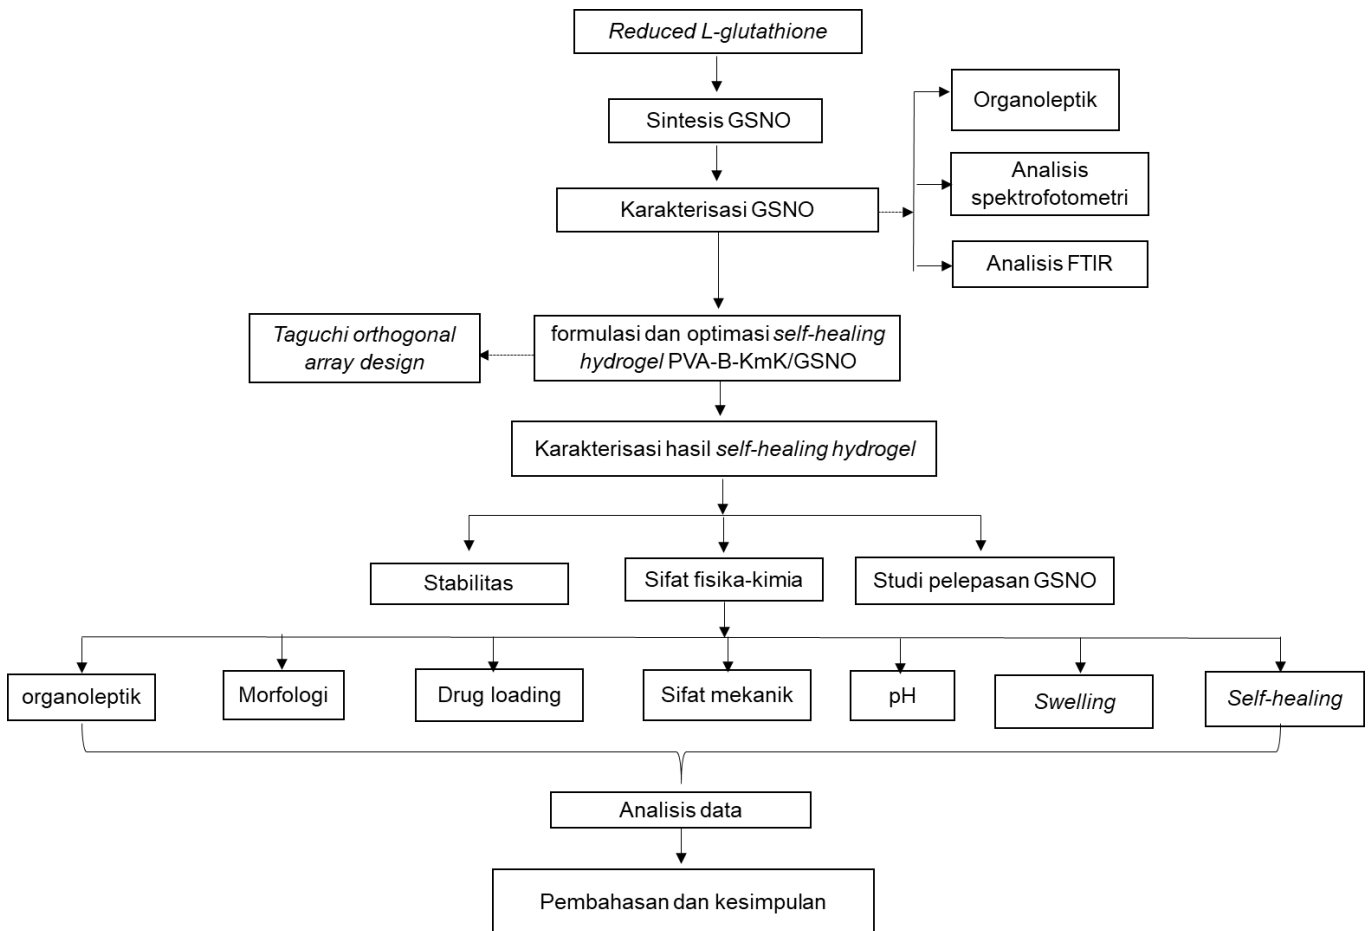 Reduced L-glutathione
Sintesis GSNO
Organoleptik
Analisis
spektrofotometri
Karakterisasi GSNO
Analisis FTIR
Taguchi orthogonal
array design
formulasi dan optimasi self-healing
hydrogel PVA-B-KmK/GSNO
Karakterisasi hasil self-healing hydrogel
Stabilitas
Sifat fisika-kimia
Studi pelepasan GSNO
organoleptik
Morfologi
Drug loading
Sifat mekanik
pH
Swelling
Self-healing
Analisis data
Pembahasan dan kesimpulan